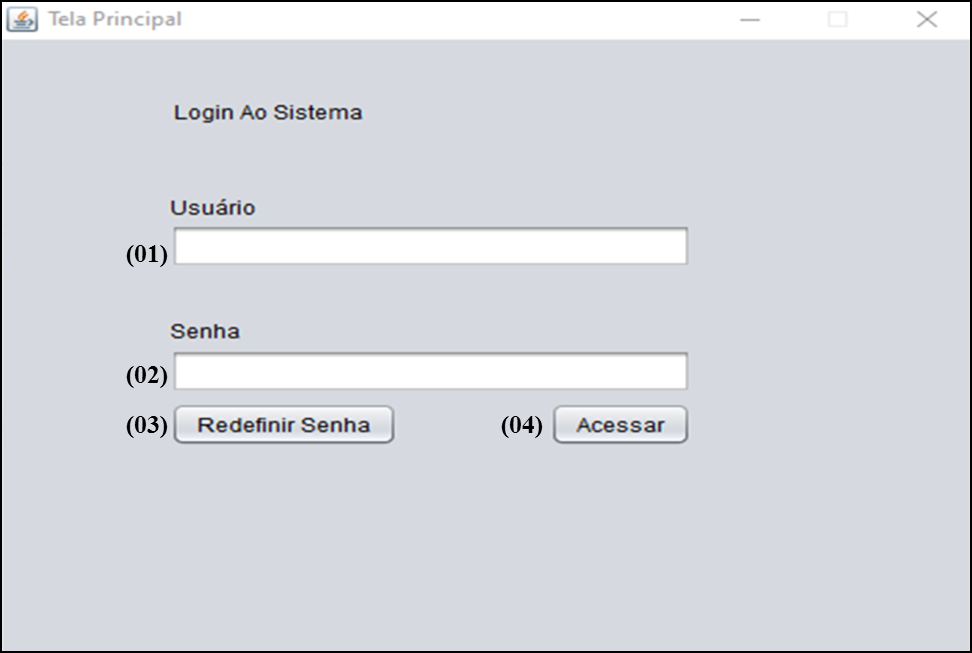 Tela Principal
Login Ao Sistema
Usuário
(01)
Senha
(02)
(03) Redefinir Senha (04) Acessar